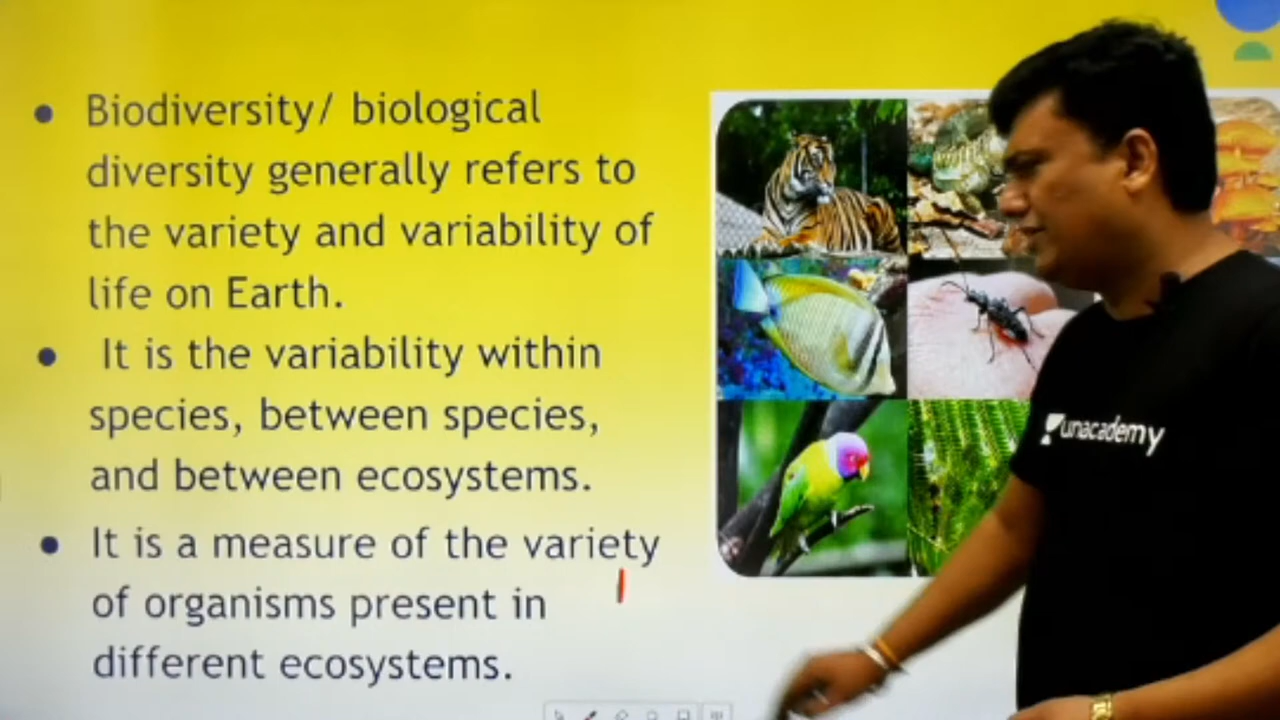 Biodiversity/ biological
diversity generally refers to
the variety and variability of
life on Earth.
It is the variability within
species, between species,
and between ecosystems.
It is a measure of the variety
of organisms present in
different ecosystems.
unacademy